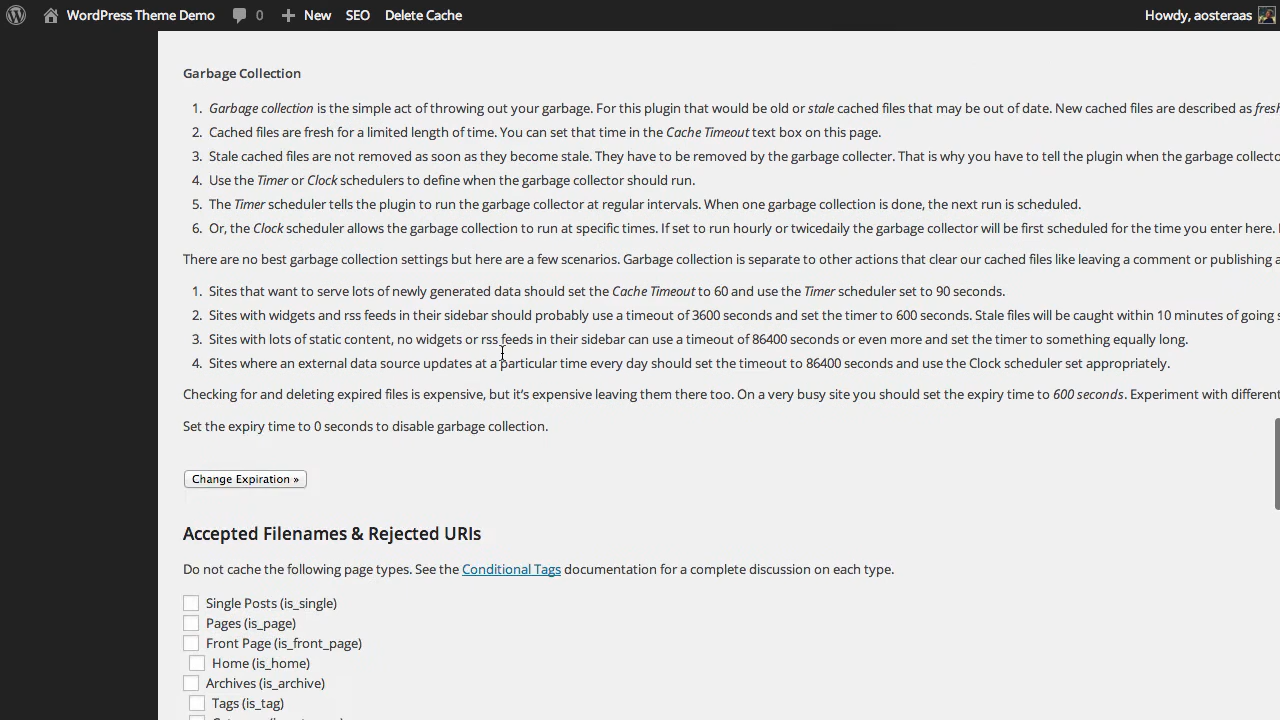 WordPress Theme Demo 0 New SEO Delete Cache Howdy, aosteraas
Garbage Collection
1. Garbage collection is the simple act of throwing out your garbage. For this plugin that would be old or stale cached files that may be out of date. New cached files are described as fresh
2. Cached files are fresh for a limited length of time. You can set that time in the Cache Timeout text box on this page.
3. Stale cached files are not removed as soon as they become stale. They have to be removed by the garbage collecter. That is why you have to tell the plugin when the garbage collecto
4. Use the Timer or Clock schedulers to define when the garbage collector should run.
5. The Timer scheduler tells the plugin to run the garbage collector at regular intervals. When one garbage collection is done, the next run is scheduled.
6. Or, the Clock scheduler allows the garbage collection to run at specific times. If set to run hourly or twicedaily the garbage collector will be first scheduled for the time you enter here.
There are no best garbage collection settings but here are a few scenarios. Garbage collection is separate to other actions that clear our cached files like leaving a comment or publishing a
1. Sites that want to serve lots of newly generated data should set the Cache Timeout to 60 and use the Timer scheduler set to 90 seconds.
2. Sites with widgets and rss feeds in their sidebar should probably use a timeout of 3600 seconds and set the timer to 600 seconds. Stale files will be caught within 10 minutes of going s
3. Sites with lots of static content, no widgets or rss feeds in their sidebar can use a timeout of 86400 seconds or even more and set the timer to something equally long.
4. Sites where an external data source updates at a particular time every day should set the timeout to 86400 seconds and use the Clock scheduler set appropriately.
Checking for and deleting expired files is expensive, but it's expensive leaving them there too. On a very busy site you should set the expiry time to 600 seconds. Experiment with different
Set the expiry time to 0 seconds to disable garbage collection.
Change Expiration »
Accepted Filenames & Rejected URIs
Do not cache the following page types. See the Conditional Tags documentation for a complete discussion on each type.
Single Posts (is_single)
Pages (is_page)
Front Page (is_front_page)
Home (is_home)
Archives (is_archive)
Tags (is_tag)